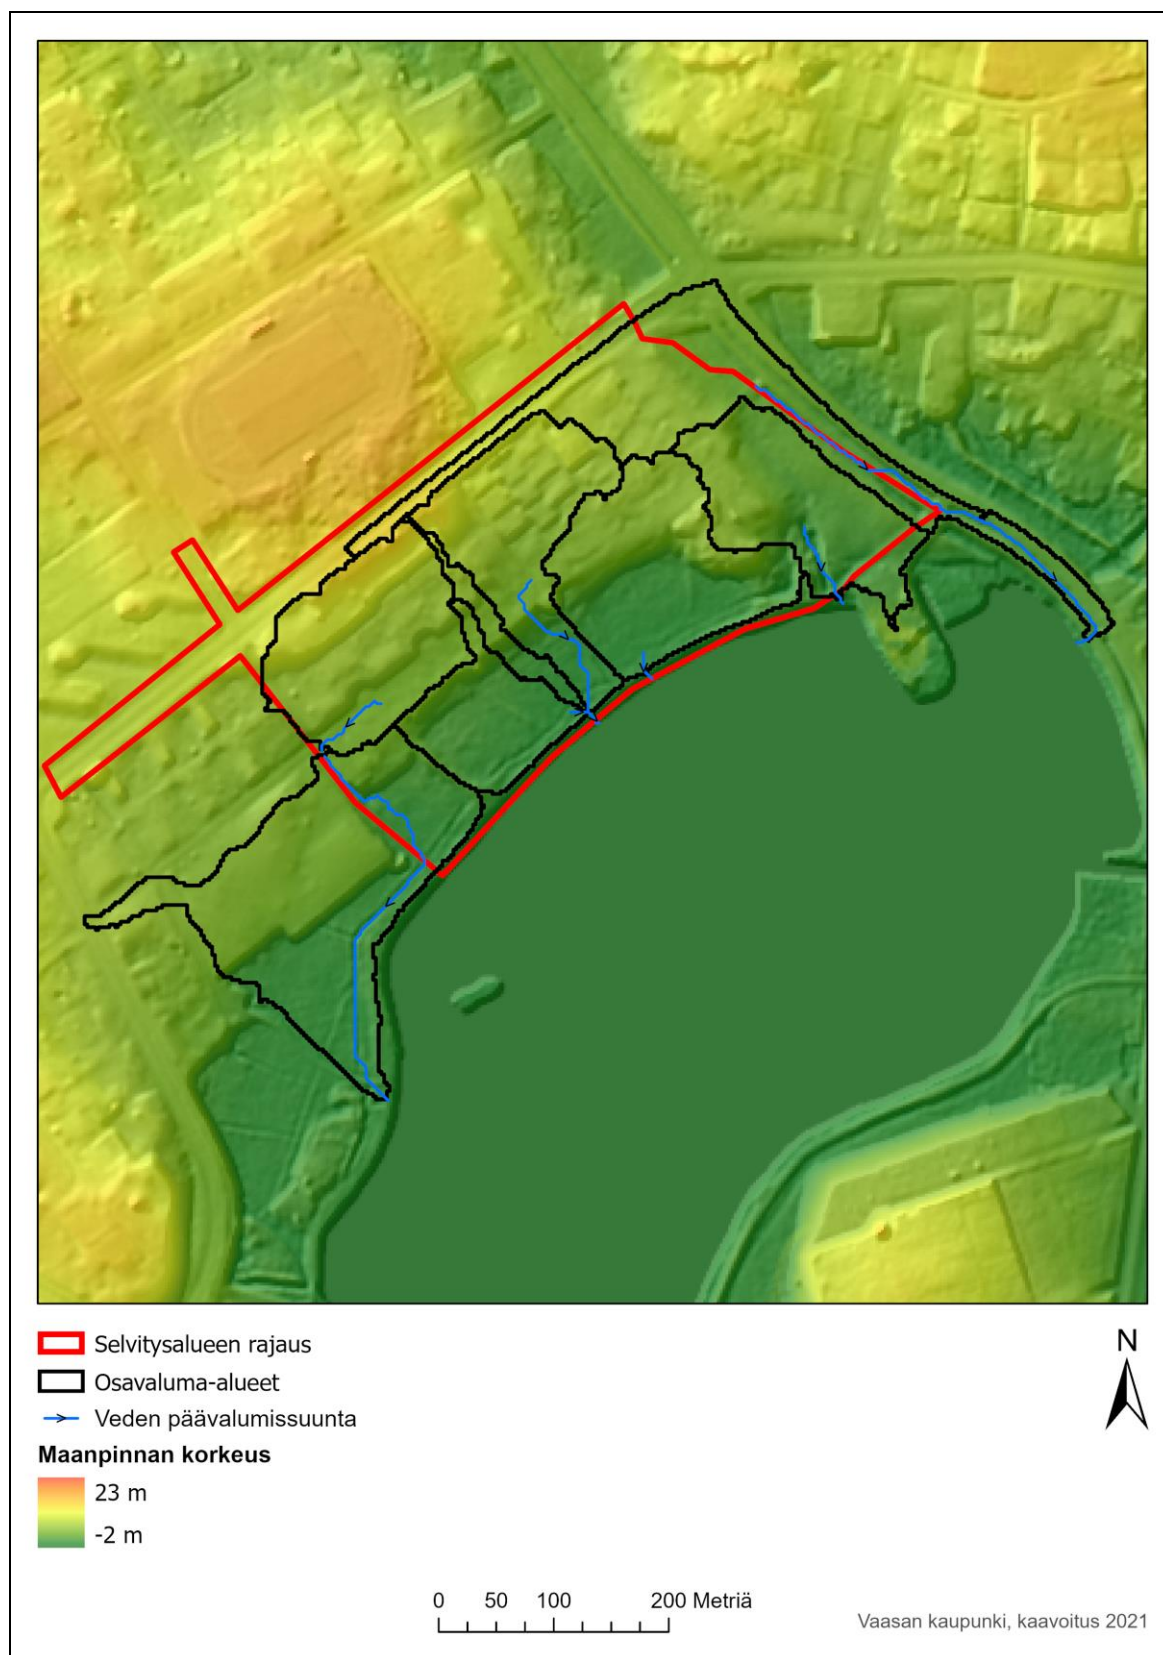 Selvitysalueen rajaus
Osavaluma-alueet
Veden päävalumissuunta
Maanpinnan korkeus
23 m
-2 m
N
0 50 100 200 Metriä
Vaasan kaupunki, kaavoitus 2021